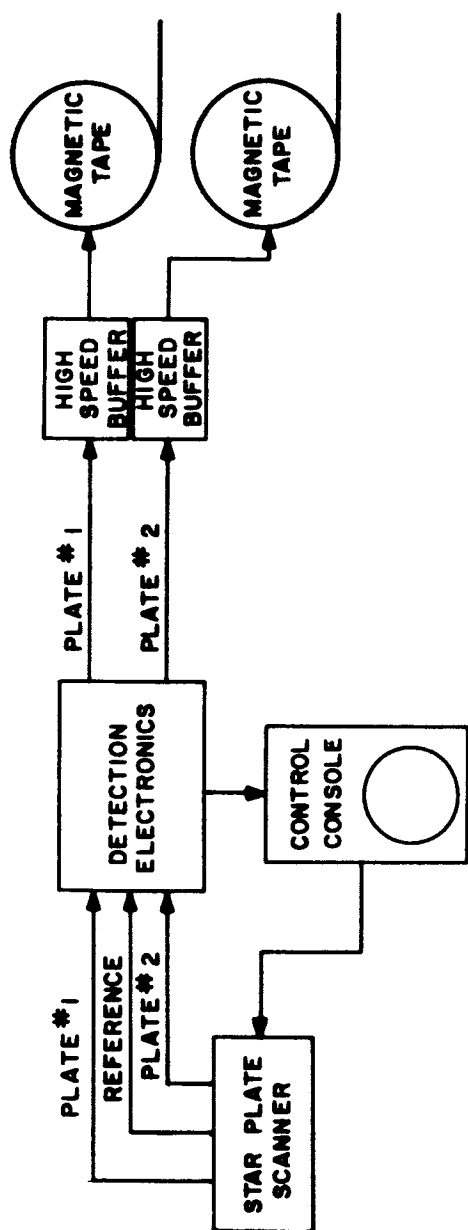 STAR PLATE
SCANNER
PLATE #1
REFERENCE
PLATE #2
DETECTION
ELECTRONICS
CONTROL
CONSOLE
PLATE #1
PLATE #2
HIGH
SPEED
BUFFER
HIGH
SPEED
BUFFER
MAGNETIC
TAPE
MAGNETIC
TAPE